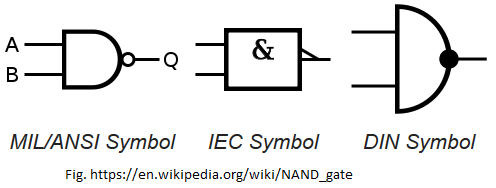 A
B
Q
&
MIL/ANSI Symbol IEC Symbol DIN Symbol
Fig. https://en.wikipedia.org/wiki/NAND_gate